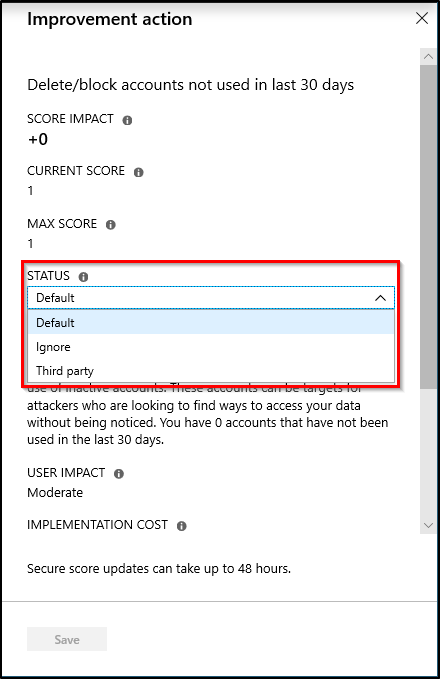 Improvement action
Delete/block accounts not used in last 30 days
SCORE IMPACT
+0
CURRENT SCORE
1
MAX SCORE
1
STATUS
Default
Default
Ignore
Third party
use of inactive accounts. These accounts can be targets for
attackers who are looking to find ways to access your data
without being noticed. You have 0 accounts that have not been
used in the last 30 days.
USER IMPACT
Moderate
IMPLEMENTATION COST
Secure score updates can take up to 48 hours.
Save